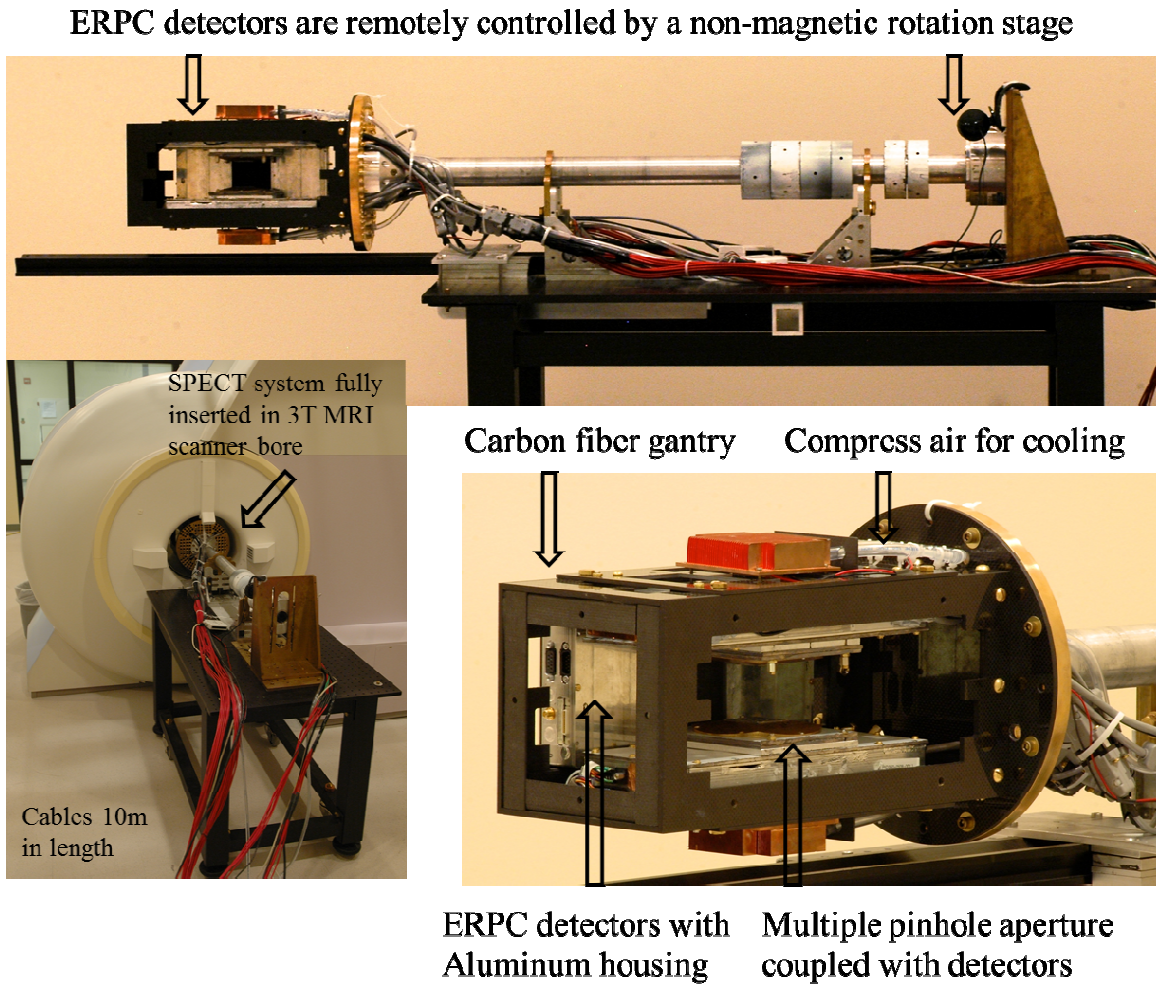 ERPC detectors are remotely controlled by a non-magnetic rotation stage
SPECT system fully
inserted in 3T MRI
scanner bore
Cables 10m
in length
Carbon fiber gantry
Compress air for cooling
ERPC detectors with
Aluminum housing
Multiple pinhole aperture
coupled with detectors